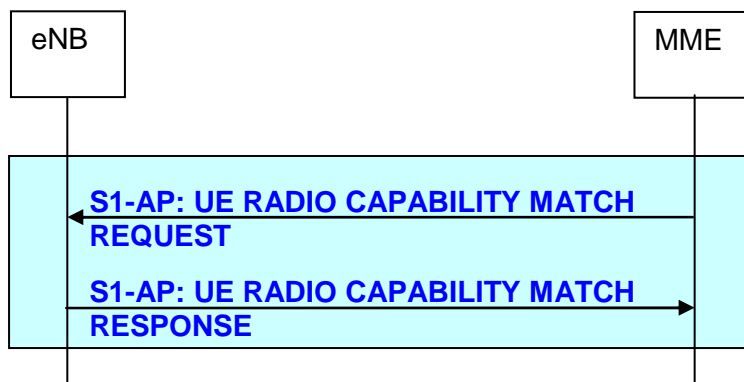 eNB
MME
S1-AP: UE RADIO CAPABILITY MATCH
REQUEST
S1-AP: UE RADIO CAPABILITY MATCH
RESPONSE